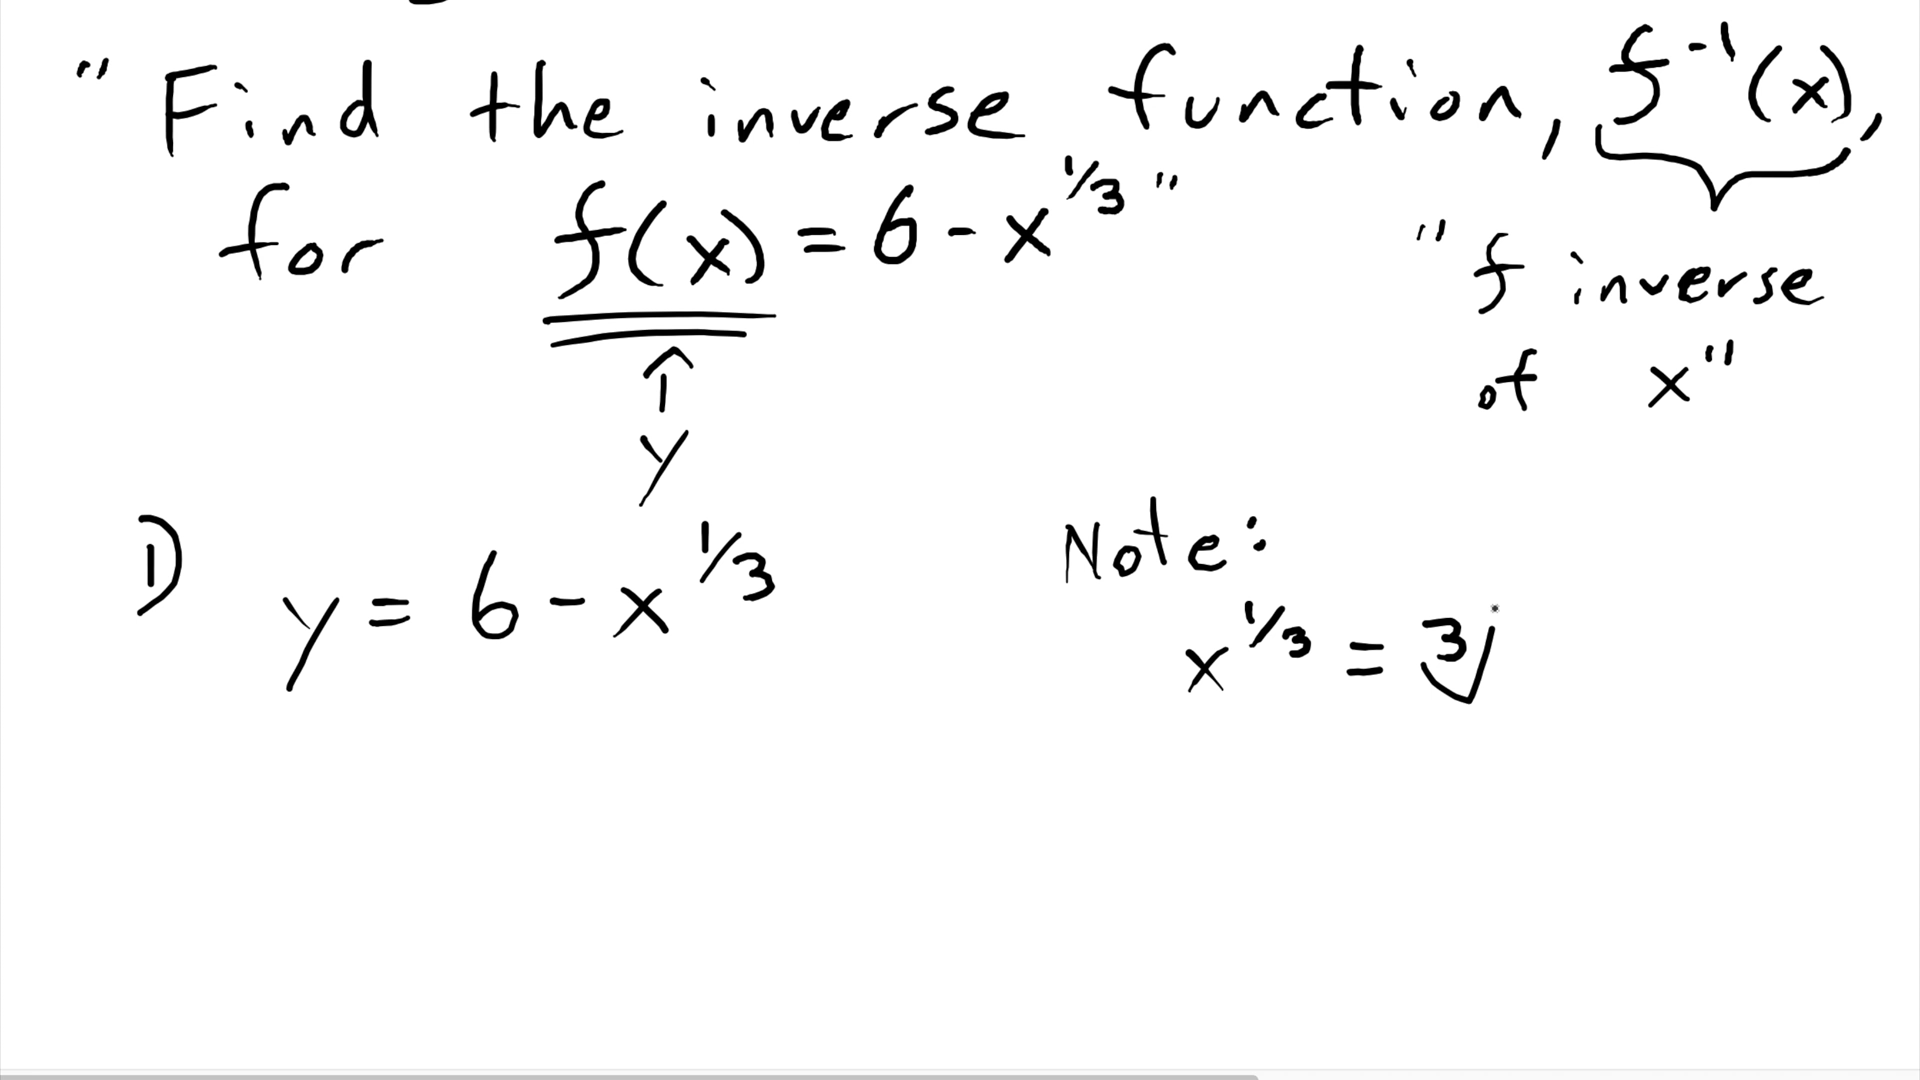 "Find the inverse function, f⁻¹(x),
for f(x) = 6 - x^1/3"
"f inverse
of x"
y
1) y = 6 - x^1/3
Note:
x^1/3 = ∛